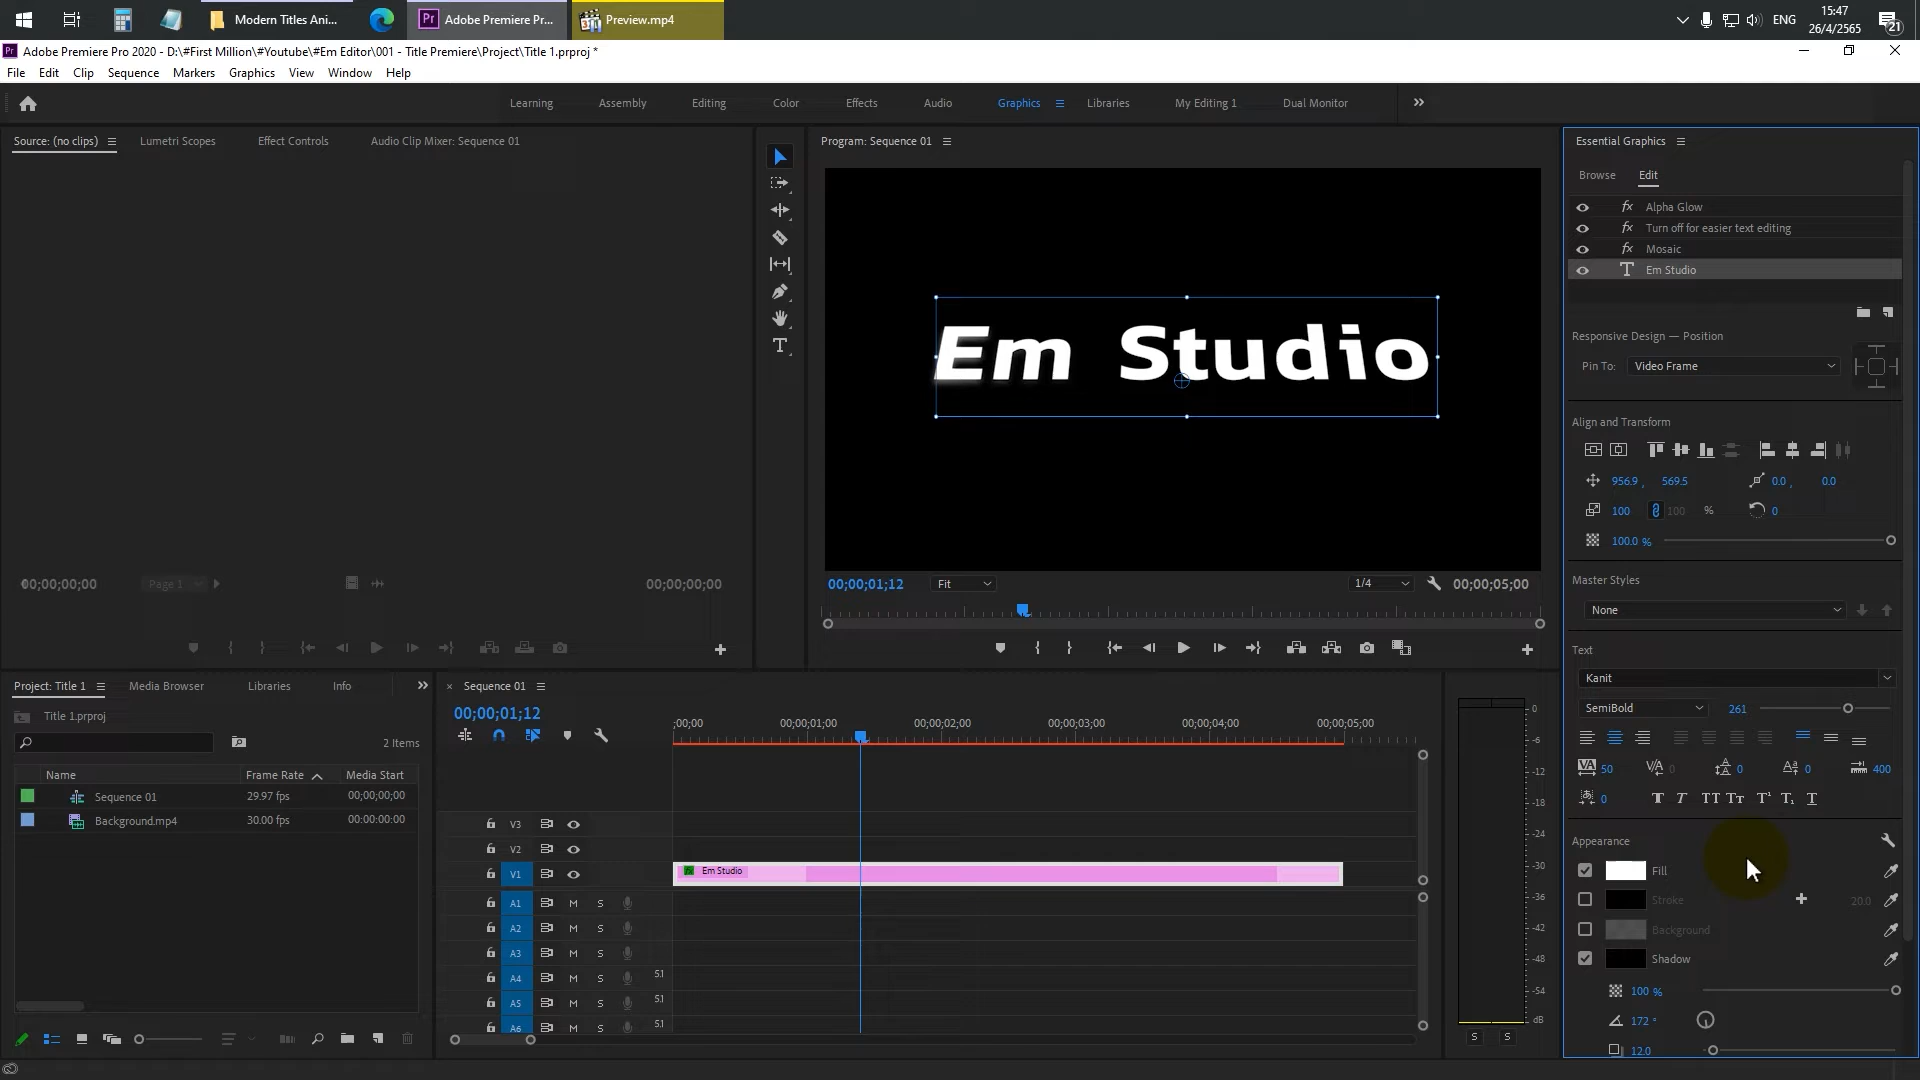 Modern Titles Ani...
Adobe Premiere Pr...
Preview.mp4
ENG
15:47
26/4/2565
21
Adobe Premiere Pro 2020 - D:\#First Million\#Youtube\#Em Editor\001 - Title Premiere\Project\Title 1.prproj *
File Edit Clip Sequence Markers Graphics View Window Help
Learning Assembly Editing Color Effects Audio Graphics Libraries My Editing 1 Dual Monitor
Source: (no clips) Lumetri Scopes Effect Controls Audio Clip Mixer: Sequence 01
Program: Sequence 01
Essential Graphics
Browse Edit
Alpha Glow
Turn off for easier text editing
Mosaic
Em Studio
Em Studio
Responsive Design — Position
Pin To: Video Frame
Align and Transform
956.9 , 569.5 0.0 , 0.0
100 100 % 0
100.0 %
Master Styles
None
Text
Kanit
SemiBold 261
50 0 0 0 400
0
Appearance
Fill
Stroke 20.0
Background
Shadow
100 %
172 °
12.0
00;00;00;00 Page 1 00;00;00;00
00;00;01;12 Fit 1/4 00;00;05;00
Project: Title 1 Media Browser Libraries Info
Title 1.prproj
2 Items
Name Frame Rate Media Start
Sequence 01 29.97 fps 00;00;00;00
Background.mp4 30.00 fps 00:00:00:00
× Sequence 01
00;00;01;12
;00;00 00;00;01;00 00;00;02;00 00;00;03;00 00;00;04;00 00;00;05;00
V3
V2
V1 Em Studio
A1 M S
A2 M S
A3 M S
A4 M S 5.1
A5 M S 5.1
A6 M S 5.1
0
-6
-12
-18
-24
-30
-36
-42
-48
-54
dB
S S